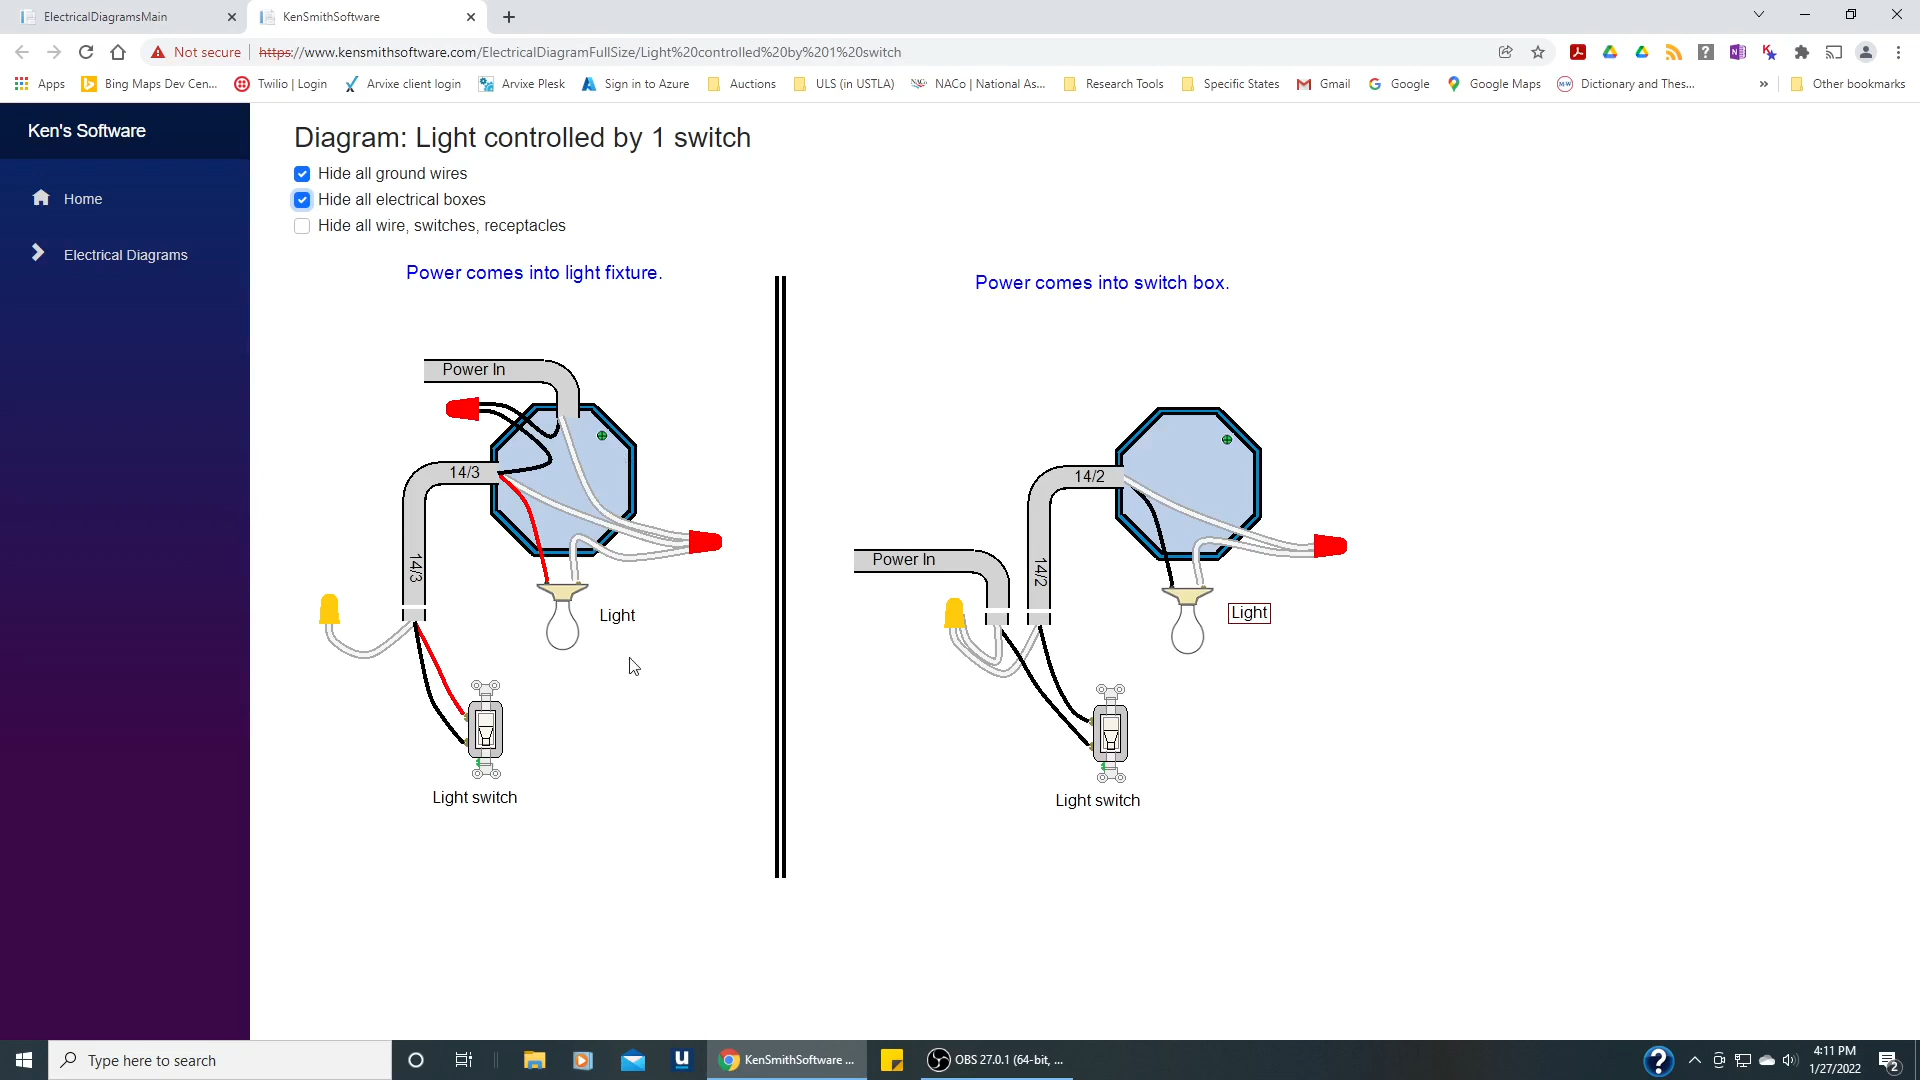 ElectricalDiagramsMain
KenSmithSoftware
Not secure
https://www.kensmithsoftware.com/ElectricalDiagramFullSize/Light%20controlled%20by%201%20switch
Apps
Bing Maps Dev Cen...
Twilio | Login
Arvixe client login
Arvixe Plesk
Sign in to Azure
Auctions
ULS (in USTLA)
NACo | National As...
Research Tools
Specific States
Gmail
Google
Google Maps
Dictionary and Thes...
»
Other bookmarks
Ken's Software
Home
Electrical Diagrams
Diagram: Light controlled by 1 switch
Hide all ground wires
Hide all electrical boxes
Hide all wire, switches, receptacles
Power comes into light fixture.
Power In
14/3
14/3
Light
Light switch
Power comes into switch box.
14/2
Power In
14/2
Light
Light switch
Type here to search
KenSmithSoftware ...
OBS 27.0.1 (64-bit, ...
4:11 PM
1/27/2022
2